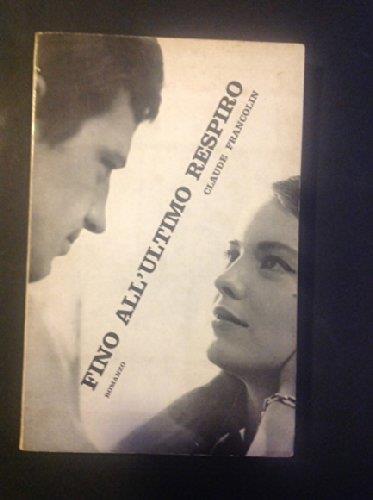 FINO ALL'ULTIMO RESPIRO
CLAUDE FRANCOLIN
ROMANZO